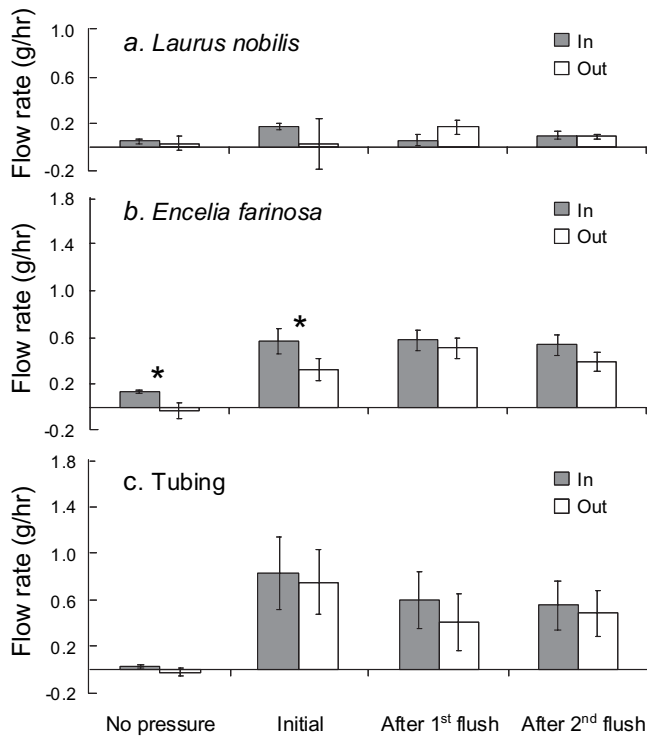 Flow rate (g/hr)
1.0
0.6
0.2
-0.2
a. Laurus nobilis
In
Out
Flow rate (g/hr)
1.8
1.4
1.0
0.6
0.2
-0.2
b. Encelia farinosa
In
Out
*
*
Flow rate (g/hr)
1.8
1.4
1.0
0.6
0.2
-0.2
c. Tubing
In
Out
No pressure Initial After 1st flush After 2nd flush